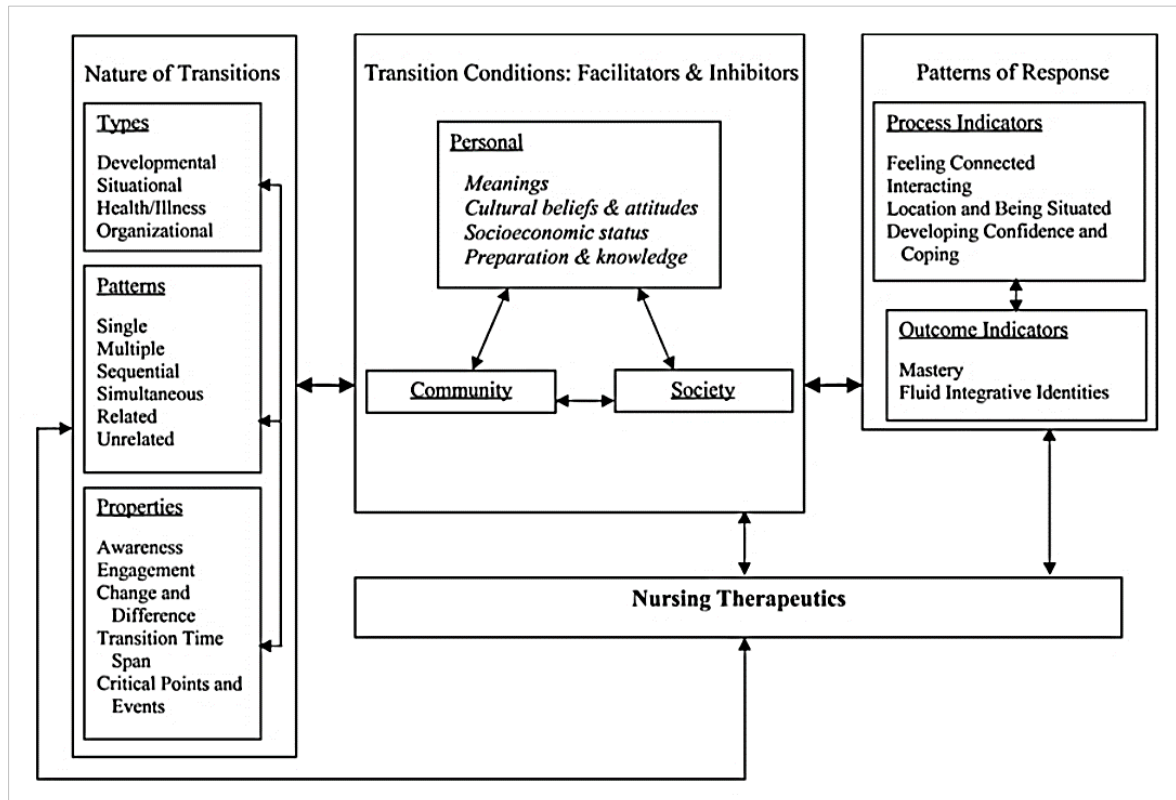 Nature of Transitions
Types
Developmental
Situational
Health/Illness
Organizational
Patterns
Single
Multiple
Sequential
Simultaneous
Related
Unrelated
Properties
Awareness
Engagement
Change and
Difference
Transition Time
Span
Critical Points and
Events
Transition Conditions: Facilitators & Inhibitors
Personal
Meanings
Cultural beliefs & attitudes
Socioeconomic status
Preparation & knowledge
Community
Society
Patterns of Response
Process Indicators
Feeling Connected
Interacting
Location and Being Situated
Developing Confidence and
Coping
Outcome Indicators
Mastery
Fluid Integrative Identities
Nursing Therapeutics